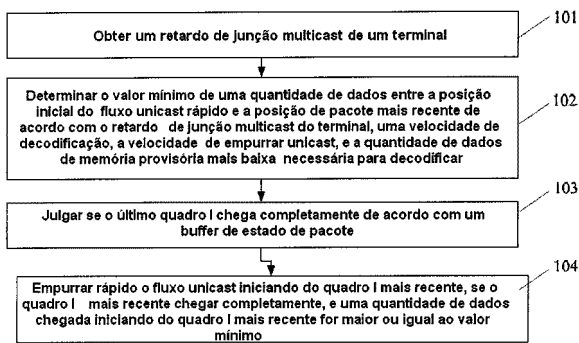 Obter um retardo de junção multicast de um terminal
101
Determinar o valor mínimo de uma quantidade de dados entre a posição
inicial do fluxo unicast rápido e a posição de pacote mais recente de
acordo com o retardo de junção multicast do terminal, uma velocidade de
decodificação, a velocidade de empurrar unicast, e a quantidade de dados
de memória provisória mais baixa necessária para decodificar
102
Julgar se o último quadro I chega completamente de acordo com um
buffer de estado de pacote
103
Empurrar rápido o fluxo unicast iniciando do quadro I mais recente, se o
quadro I mais recente chegar completamente, e uma quantidade de dados
chegada iniciando do quadro I mais recente for maior ou igual ao valor
mínimo
104